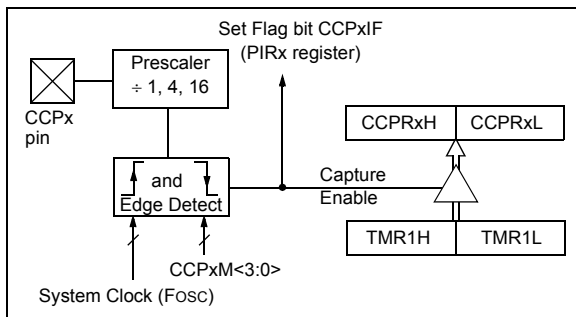 Set Flag bit CCPxIF
(PIRx register)
Prescaler
÷ 1, 4, 16
CCPx
pin
CCPRxH
CCPRxL
and
Edge Detect
Capture
Enable
TMR1H
TMR1L
CCPxM<3:0>
System Clock (FOSC)